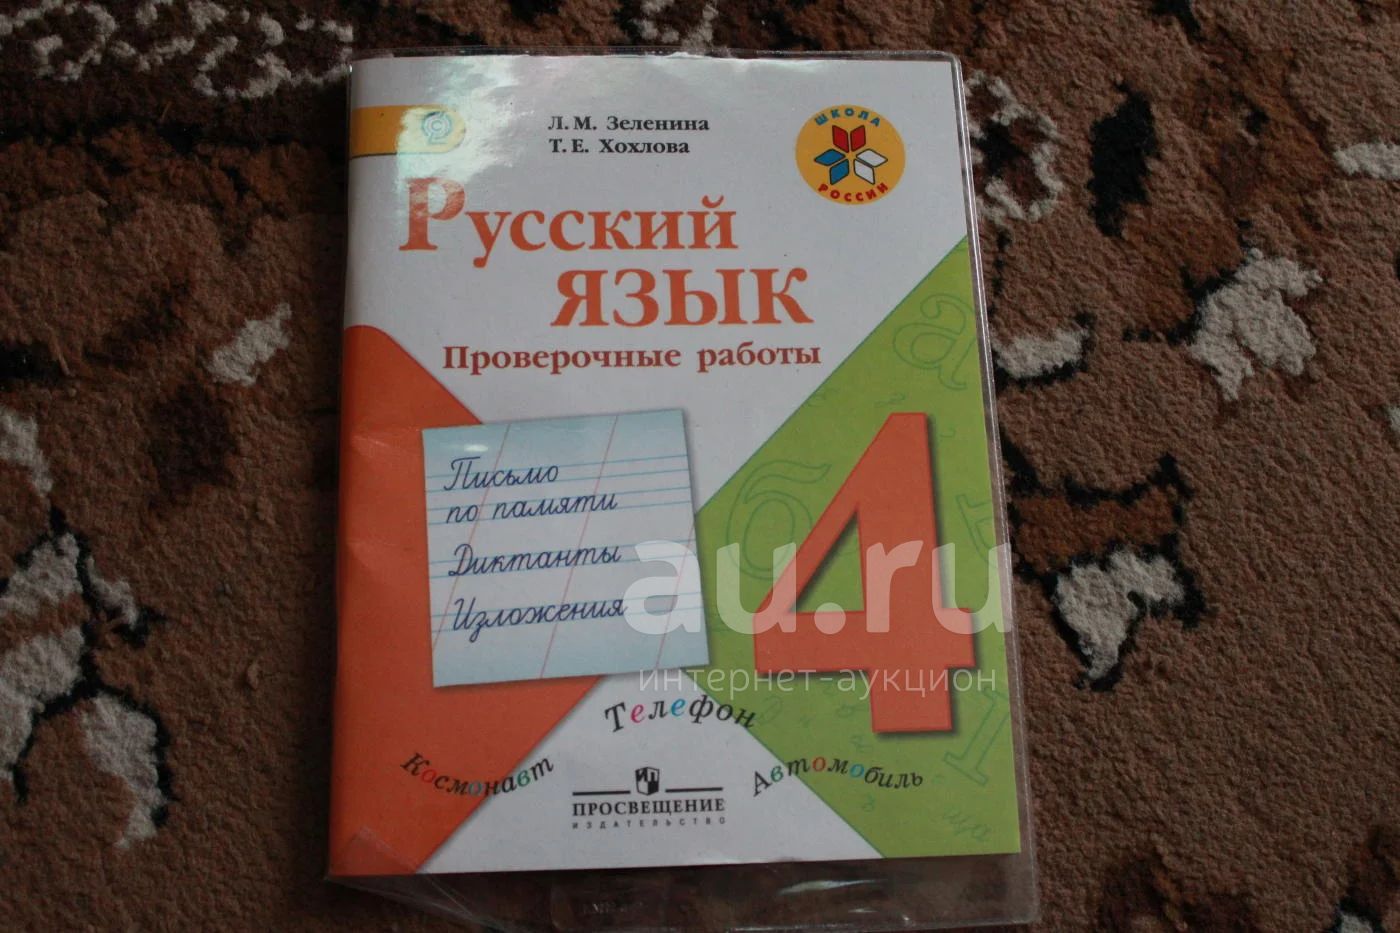 Л. М. Зеленина
Т. Е. Хохлова
ШКОЛА
РОССИИ
Русский
язык
Проверочные работы
Письмо
по памяти
Диктанты
Изложения
4
au.ru
интернет-аукцион
Телефон
Космонавт
Автомобиль
ПРОСВЕЩЕНИЕ
ИЗДАТЕЛЬСТВО